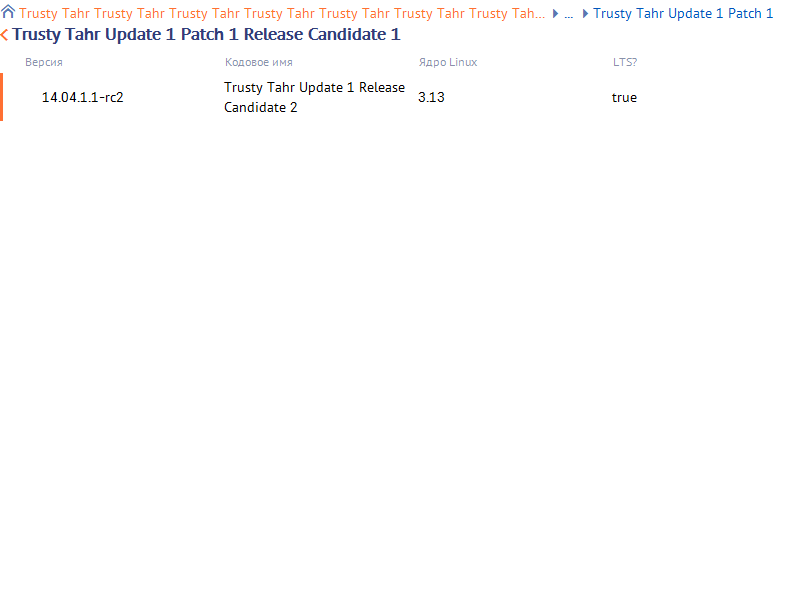 Trusty Tahr Trusty Tahr Trusty Tahr Trusty Tahr Trusty Tahr Trusty Tahr Trusty Tah... ... Trusty Tahr Update 1 Patch 1
Trusty Tahr Update 1 Patch 1 Release Candidate 1
Версия Кодовое имя Ядро Linux LTS?
14.04.1.1-rc2 Trusty Tahr Update 1 Release 3.13 true
Candidate 2